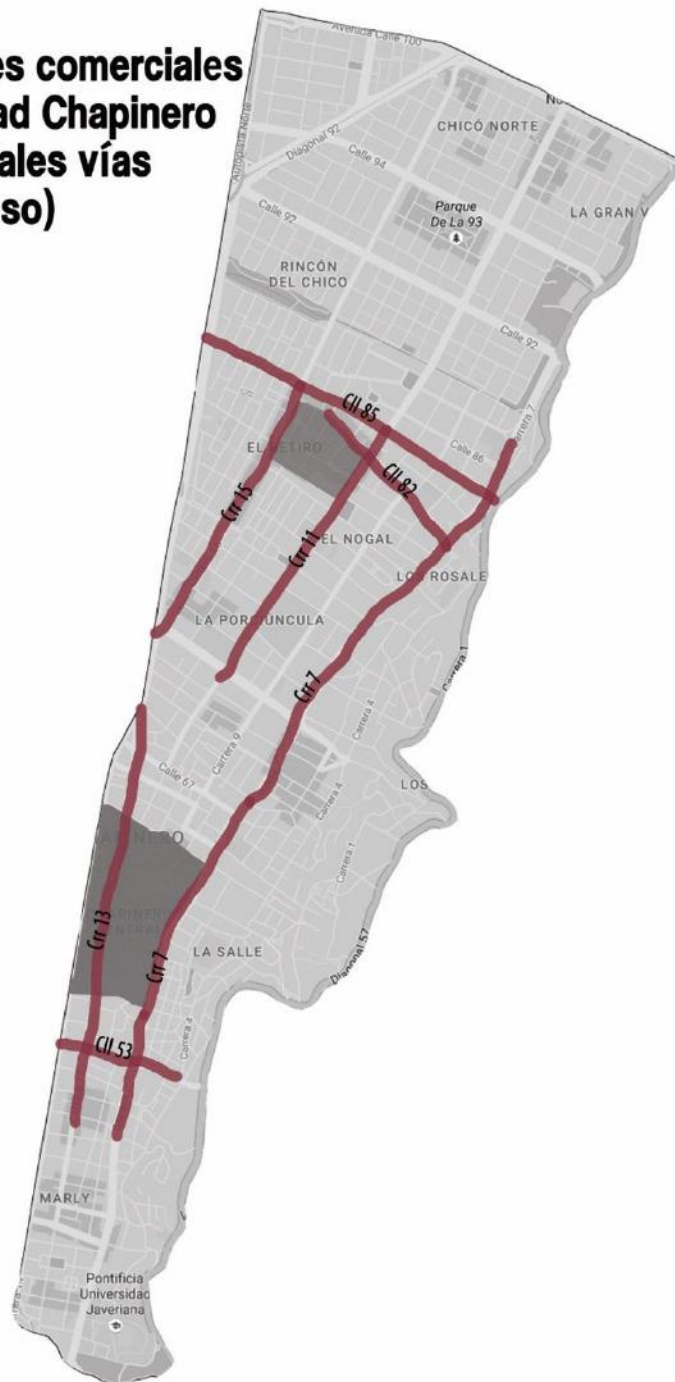 es comerciales
ad Chapinero
ales vías
so)
Avenida Calle 100
Autopista Norte
Diagonal 92
Calle 94
CHICÓ NORTE
LA GRAN V
Parque
De La 93
Calle 92
RINCÓN
DEL CHICO
Calle 92
Cll 85
EL RETIRO
Calle 86
Carrera 7
Cll 82
Crr 15
Crr 11
EL NOGAL
LOS ROSALE
LA PORCIÚNCULA
Crr 7
Carrera 1
Carrera 4
Carrera 9
Calle 67
Carrera 4
LOS
Carrera 1
Crr 13
Crr 7
LA SALLE
Diagonal 57
Cll 53
Carrera 4
MARLY
Pontificia
Universidad
Javeriana